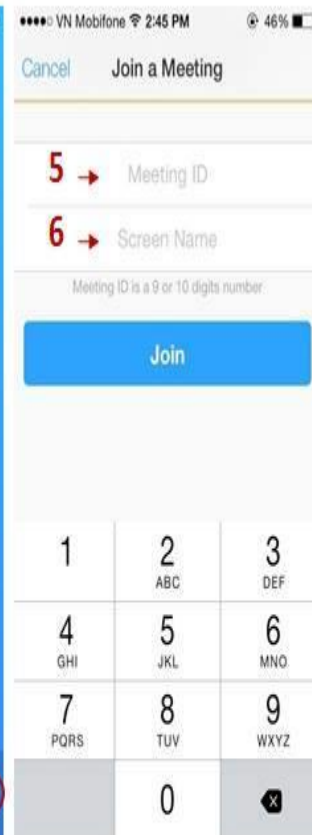 VN Mobifone 2:45 PM 46%
Cancel Join a Meeting
5 → Meeting ID
6 → Screen Name
Meeting ID is a 9 or 10 digits number
Join
1 2 3
ABC DEF
4 5 6
GHI JKL MNO
7 8 9
PQRS TUV WXYZ
0